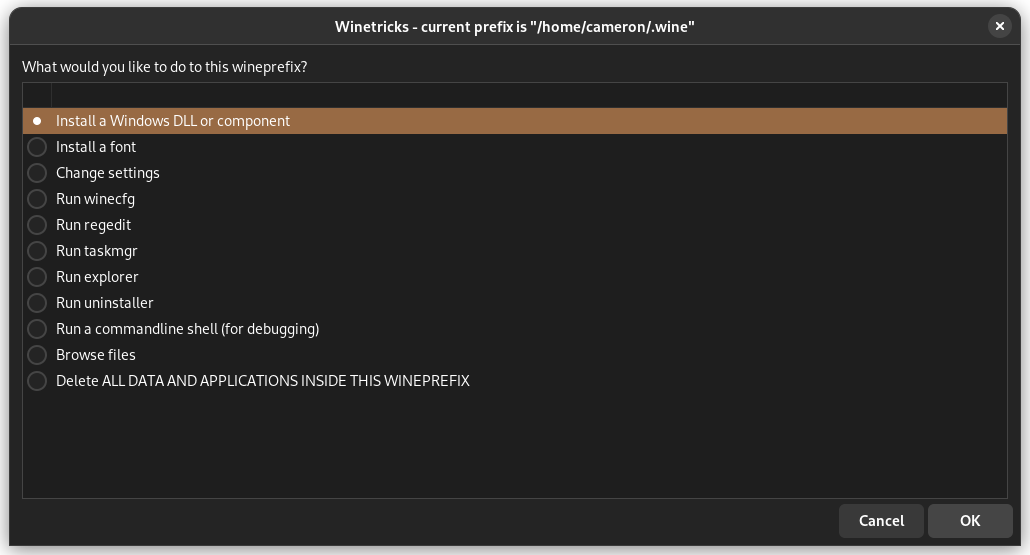 Winetricks - current prefix is "/home/cameron/.wine"
What would you like to do to this wineprefix?
Install a Windows DLL or component
Install a font
Change settings
Run winecfg
Run regedit
Run taskmgr
Run explorer
Run uninstaller
Run a commandline shell (for debugging)
Browse files
Delete ALL DATA AND APPLICATIONS INSIDE THIS WINEPREFIX
Cancel
OK